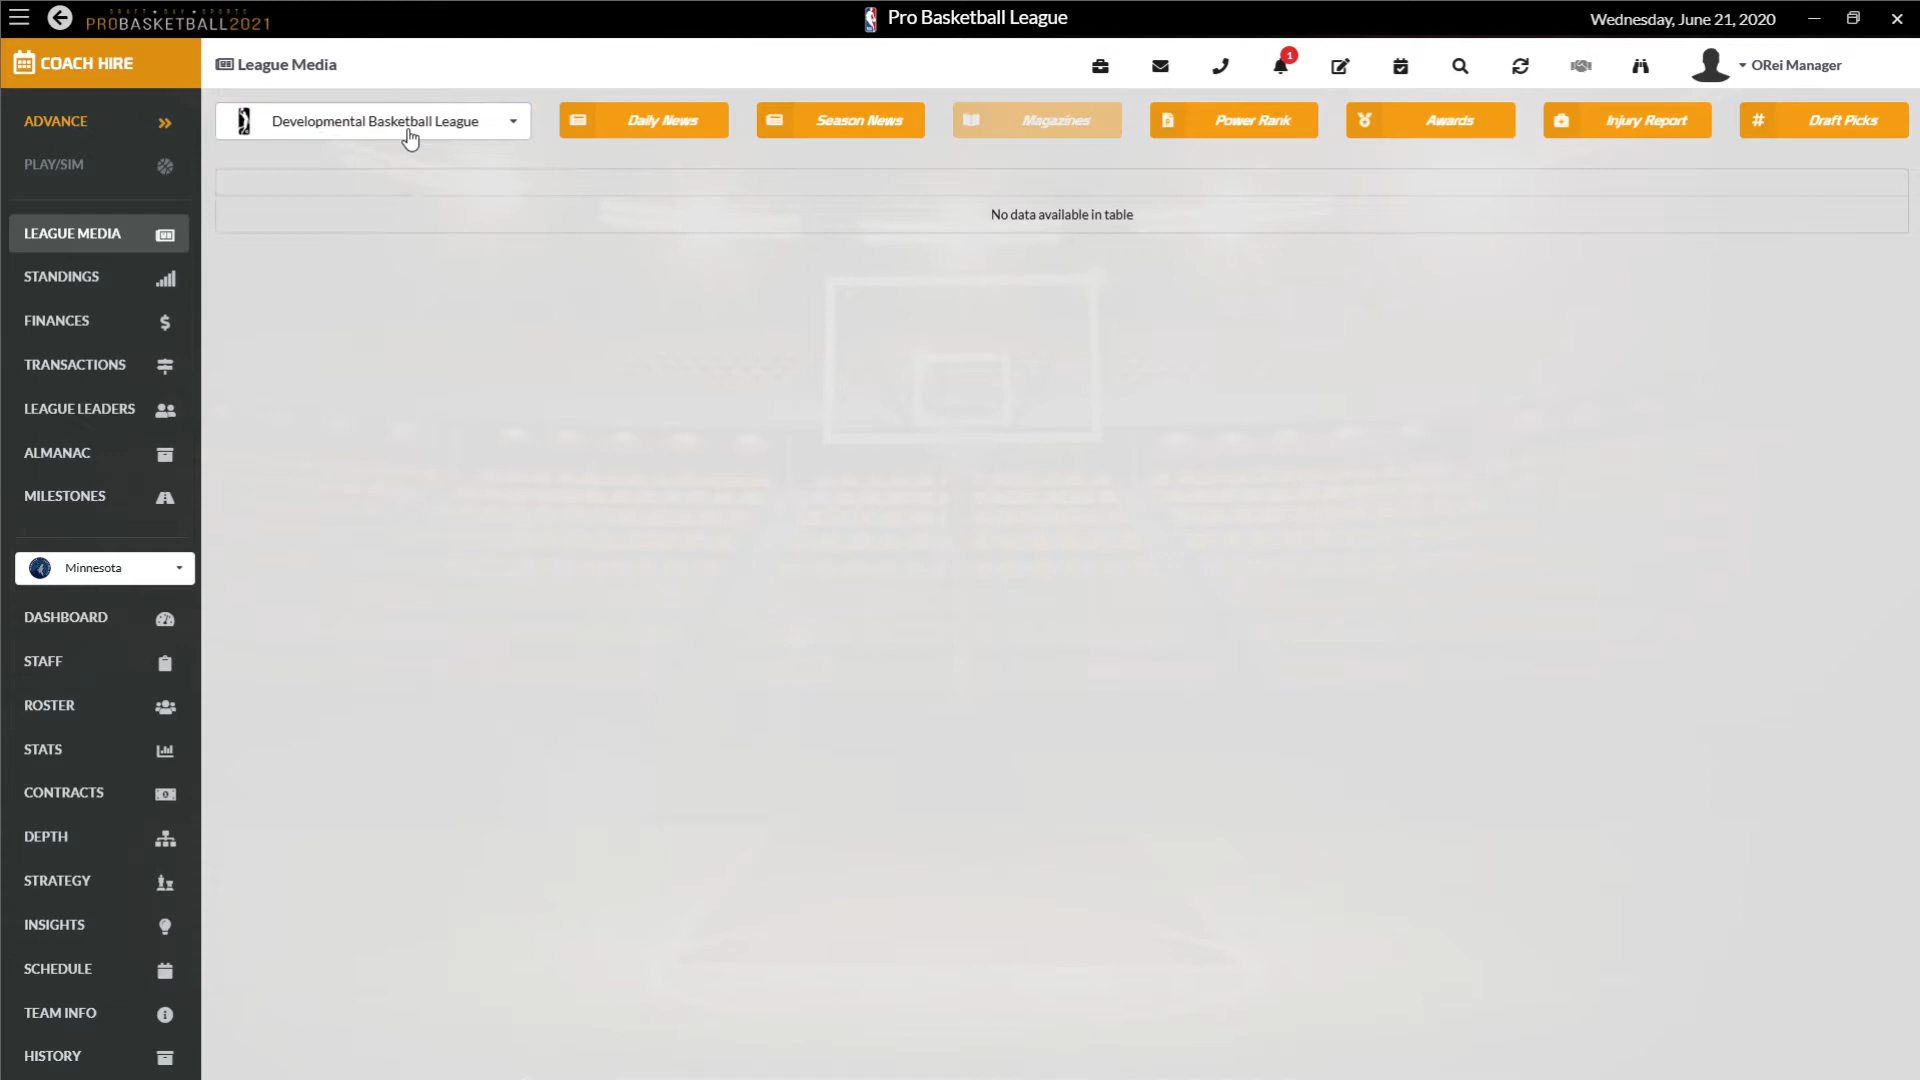 DRAFT DAY SPORTS
PROBASKETBALL2021
Pro Basketball League
Wednesday, June 21, 2020
COACH HIRE
League Media
1
ORei Manager
ADVANCE
PLAY/SIM
LEAGUE MEDIA
STANDINGS
FINANCES
TRANSACTIONS
LEAGUE LEADERS
ALMANAC
MILESTONES
Minnesota
DASHBOARD
STAFF
ROSTER
STATS
CONTRACTS
DEPTH
STRATEGY
INSIGHTS
SCHEDULE
TEAM INFO
HISTORY
Developmental Basketball League
Daily News
Season News
Magazines
Power Rank
Awards
Injury Report
Draft Picks
No data available in table